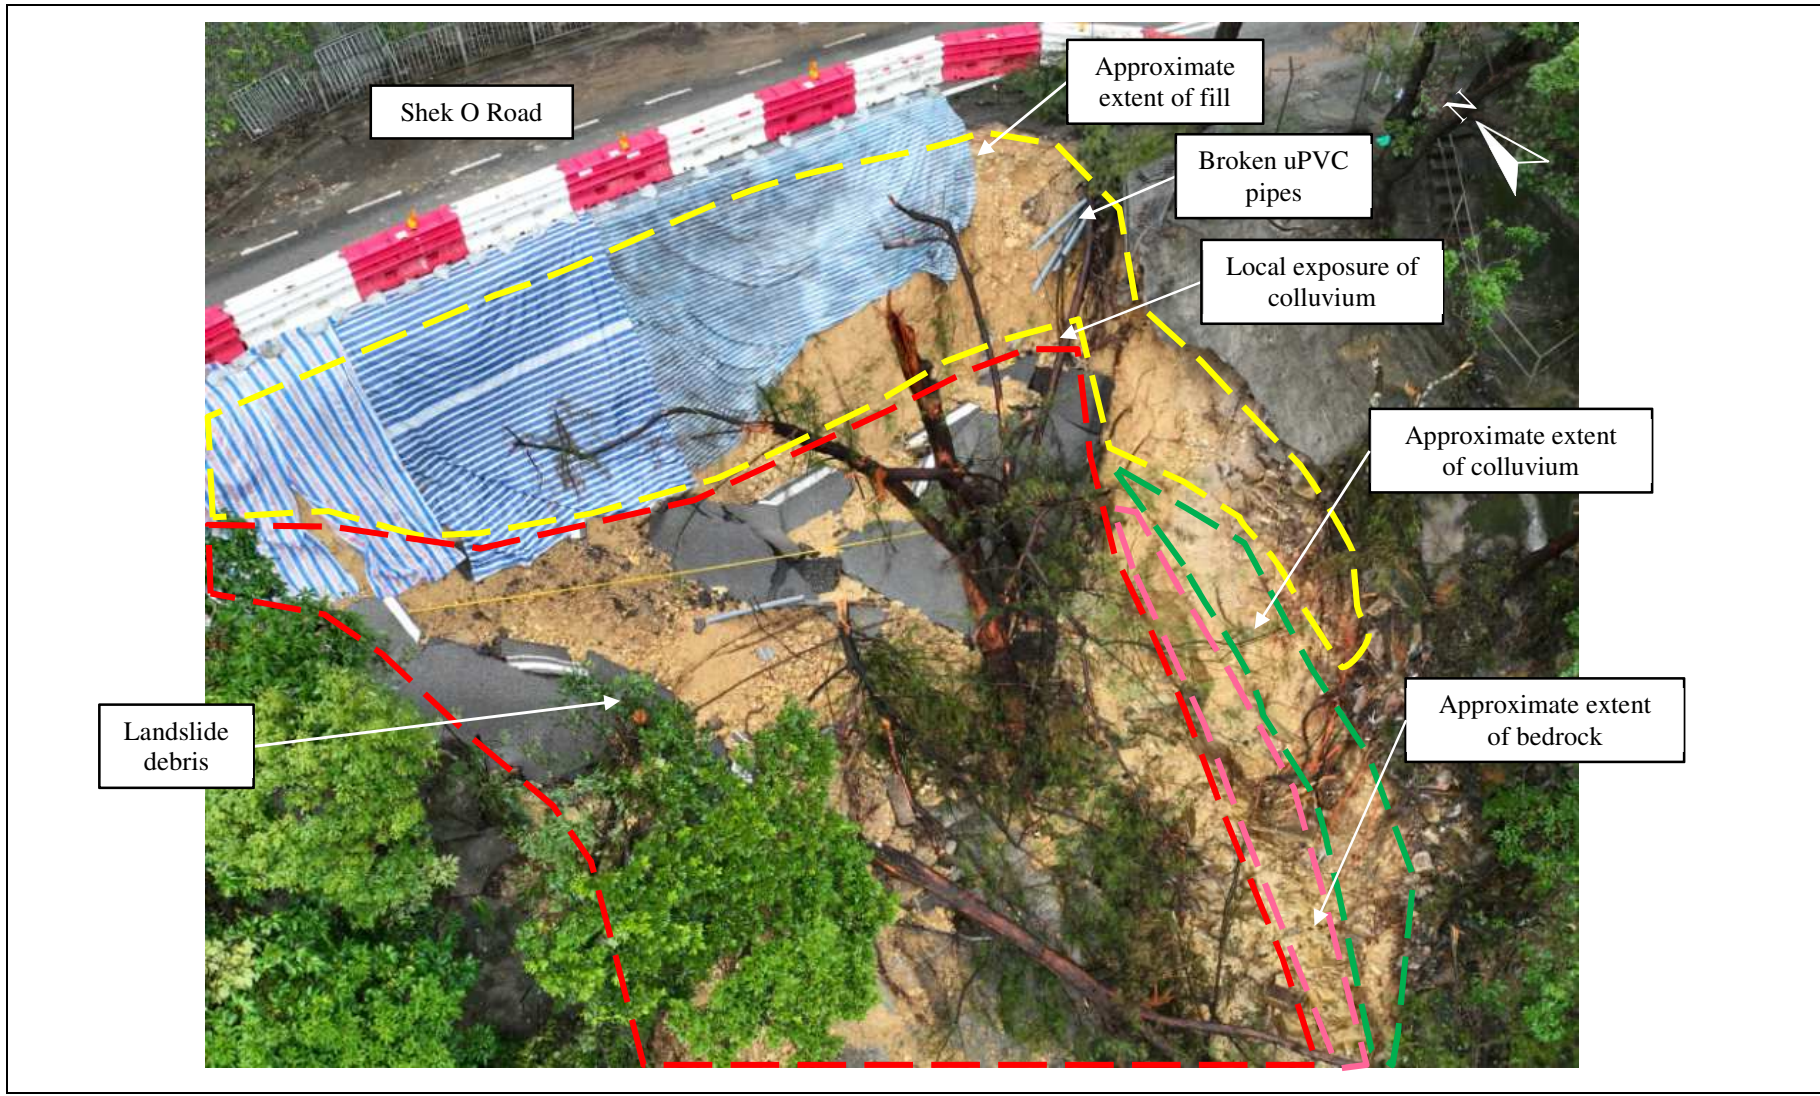 Approximate
extent of fill
Shek O Road
N
Broken uPVC
pipes
Local exposure of
colluvium
Approximate extent
of colluvium
Approximate extent
of bedrock
Landslide
debris